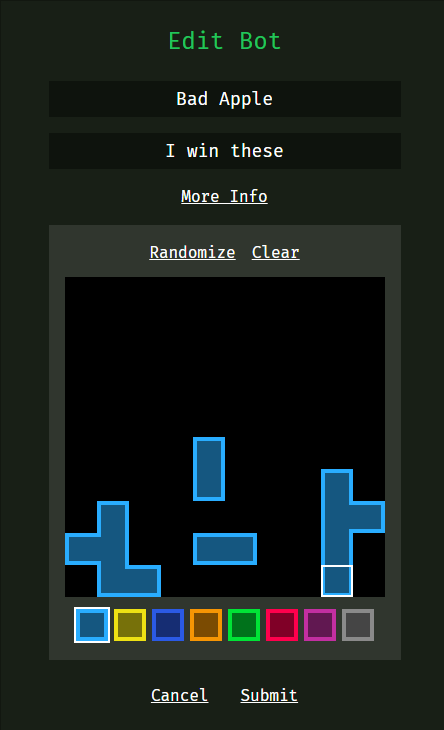 Edit Bot
Bad Apple
I win these
More Info
Randomize Clear
Cancel Submit